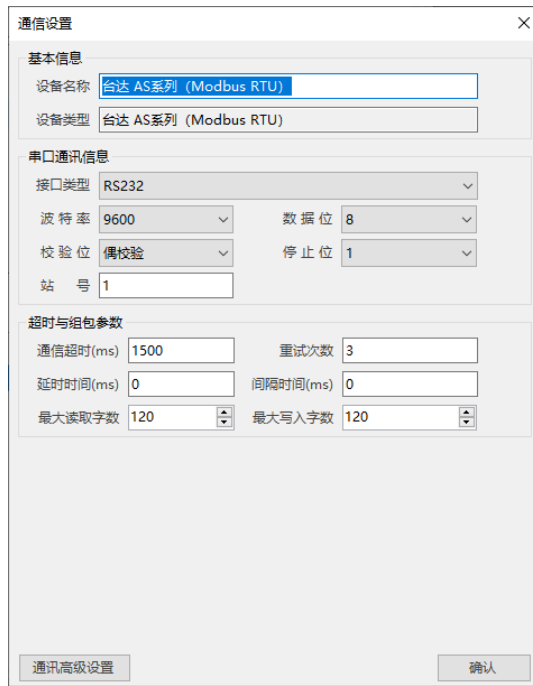 通信设置
基本信息
设备名称 台达 AS系列（Modbus RTU）
设备类型 台达 AS系列（Modbus RTU）
串口通讯信息
接口类型 RS232
波特率 9600 数据位 8
校验位 偶校验 停止位 1
站号 1
超时与组包参数
通信超时(ms) 1500 重试次数 3
延时时间(ms) 0 间隔时间(ms) 0
最大读取字数 120 最大写入字数 120
通讯高级设置 确认